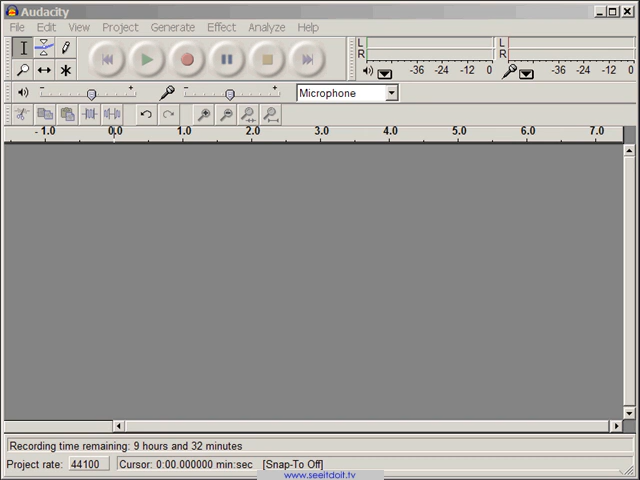 Audacity
File Edit View Project Generate Effect Analyze Help
L
R
-36 -24 -12 0
L
R
-36 -24 -12 0
- + - + Microphone
- 1.0 0.0 1.0 2.0 3.0 4.0 5.0 6.0 7.0
Recording time remaining: 9 hours and 32 minutes
Project rate: 44100 Cursor: 0:00.000000 min:sec [Snap-To Off]
www.seeitdoit.tv